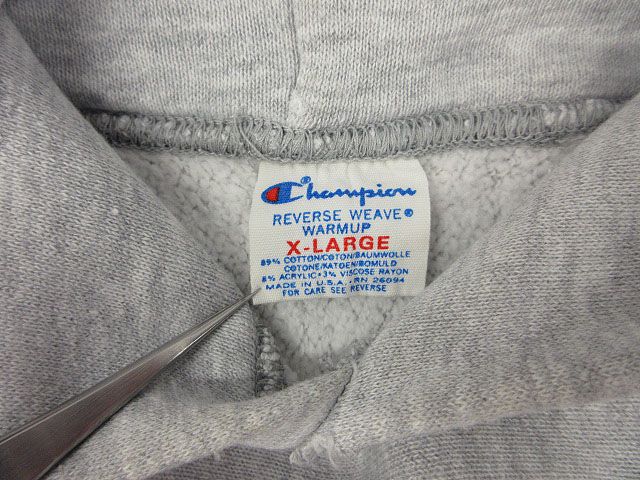 Champion
REVERSE WEAVE®
WARMUP
X-LARGE
89% COTTON/COTON/BAUMWOLLE
COTONE/KATOEN/BOMULD
8% ACRYLIC•3% VISCOSE RAYON
MADE IN U.S.A. RN 26094
FOR CARE SEE REVERSE